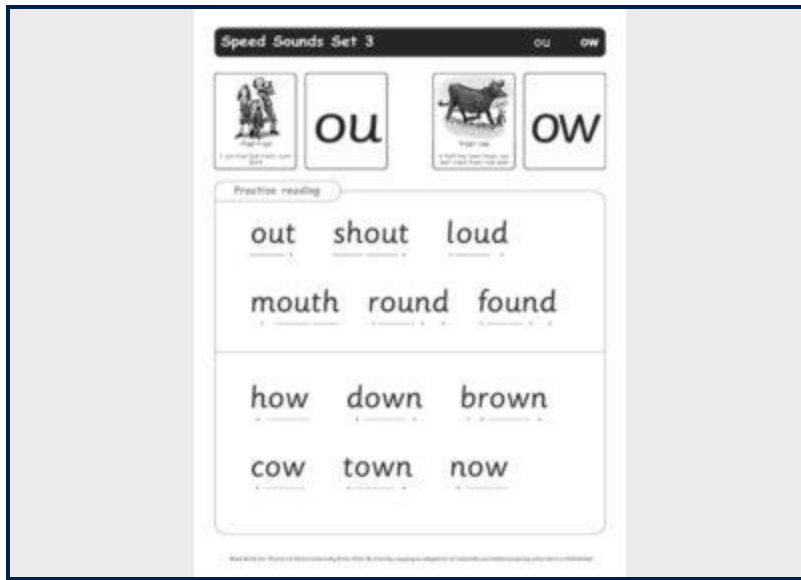 Speed Sounds Set 3 ou ow
ou ow
Practise reading
out shout loud
mouth round found
how down brown
cow town now